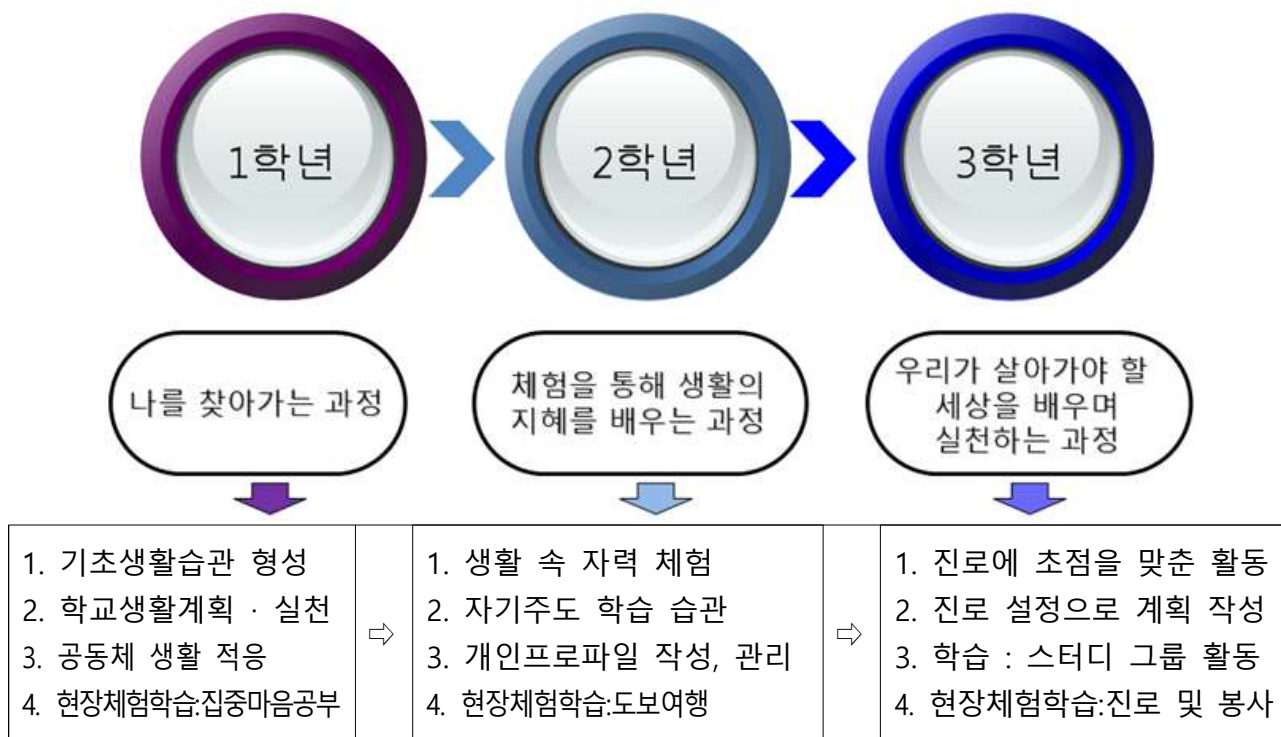 1학년
2학년
3학년
나를 찾아가는 과정
체험을 통해 생활의
지혜를 배우는 과정
우리가 살아가야 할
세상을 배우며
실천하는 과정
1. 기초생활습관 형성
2. 학교생활계획 · 실천
3. 공동체 생활 적응
4. 현장체험학습:집중마음공부
⇨
1. 생활 속 자력 체험
2. 자기주도 학습 습관
3. 개인프로파일 작성, 관리
4. 현장체험학습:도보여행
⇨
1. 진로에 초점을 맞춘 활동
2. 진로 설정으로 계획 작성
3. 학습 : 스터디 그룹 활동
4. 현장체험학습:진로 및 봉사